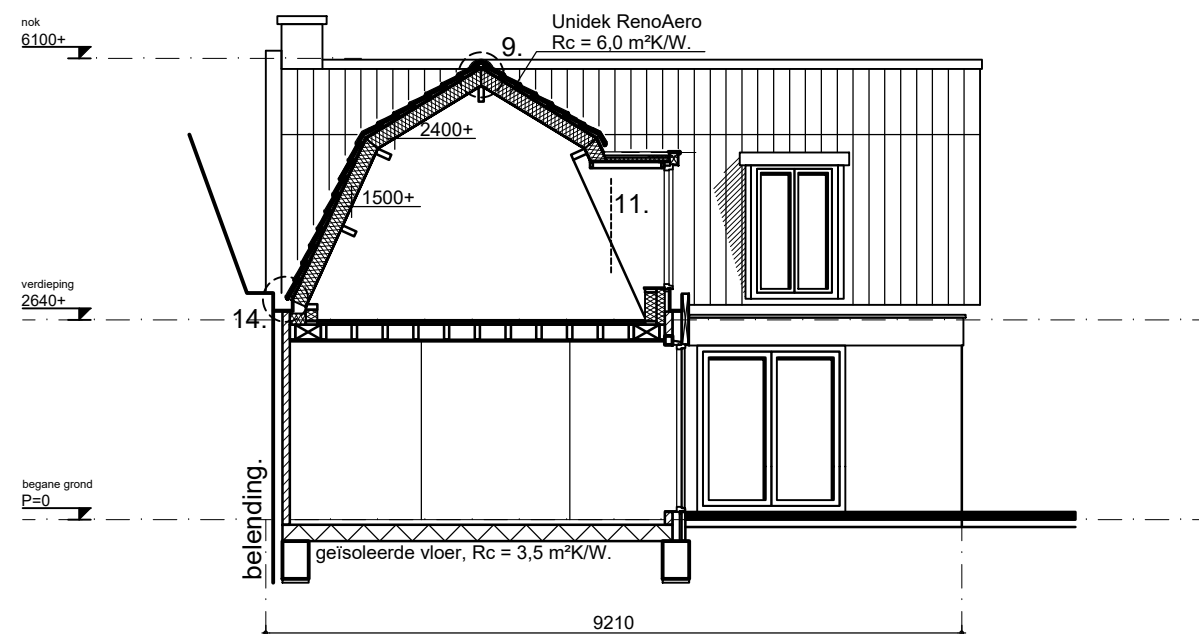 nok
6100+
Unidek RenoAero
Rc = 6,0 m²K/W.
9.
2400+
1500+
11.
verdieping
2640+
14.
begane grond
P=0
belending.
geïsoleerde vloer, Rc = 3,5 m²K/W.
9210